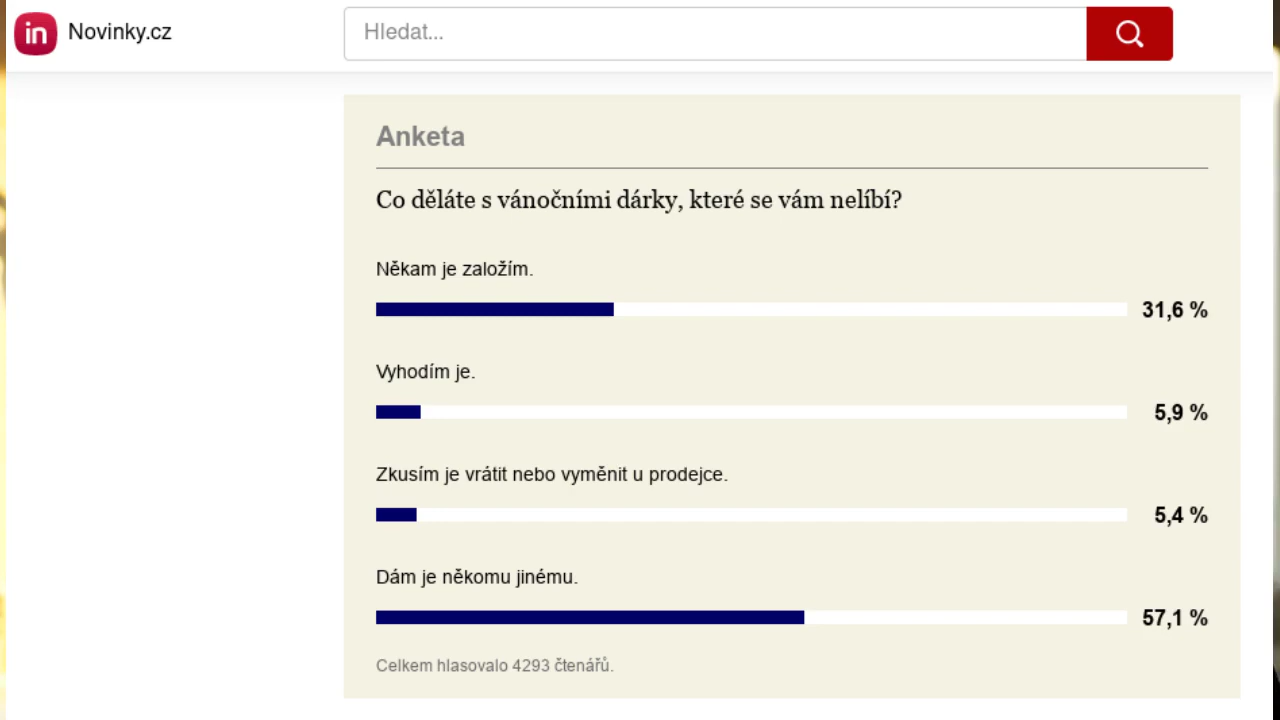 in Novinky.cz
Hledat...
Anketa
Co děláte s vánočními dárky, které se vám nelíbí?
Někam je založím.
31,6 %
Vyhodím je.
5,9 %
Zkusím je vrátit nebo vyměnit u prodejce.
5,4 %
Dám je někomu jinému.
57,1 %
Celkem hlasovalo 4293 čtenářů.